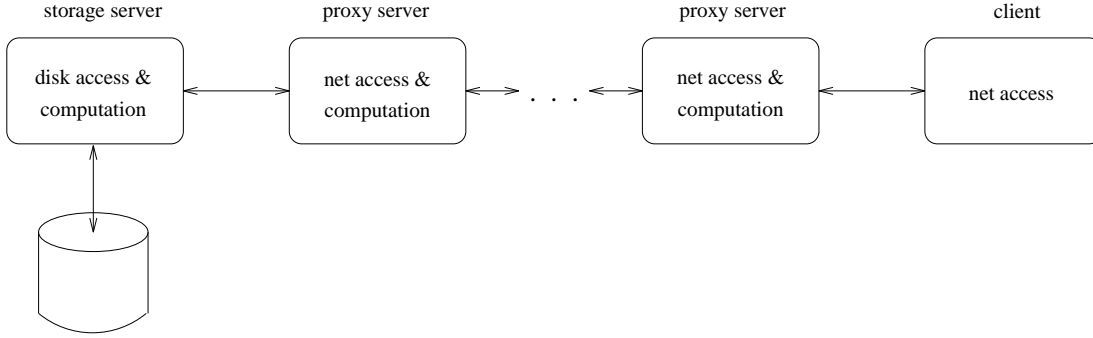 storage server
proxy server
proxy server
client
disk access &
computation
net access &
computation
. . .
net access &
computation
net access